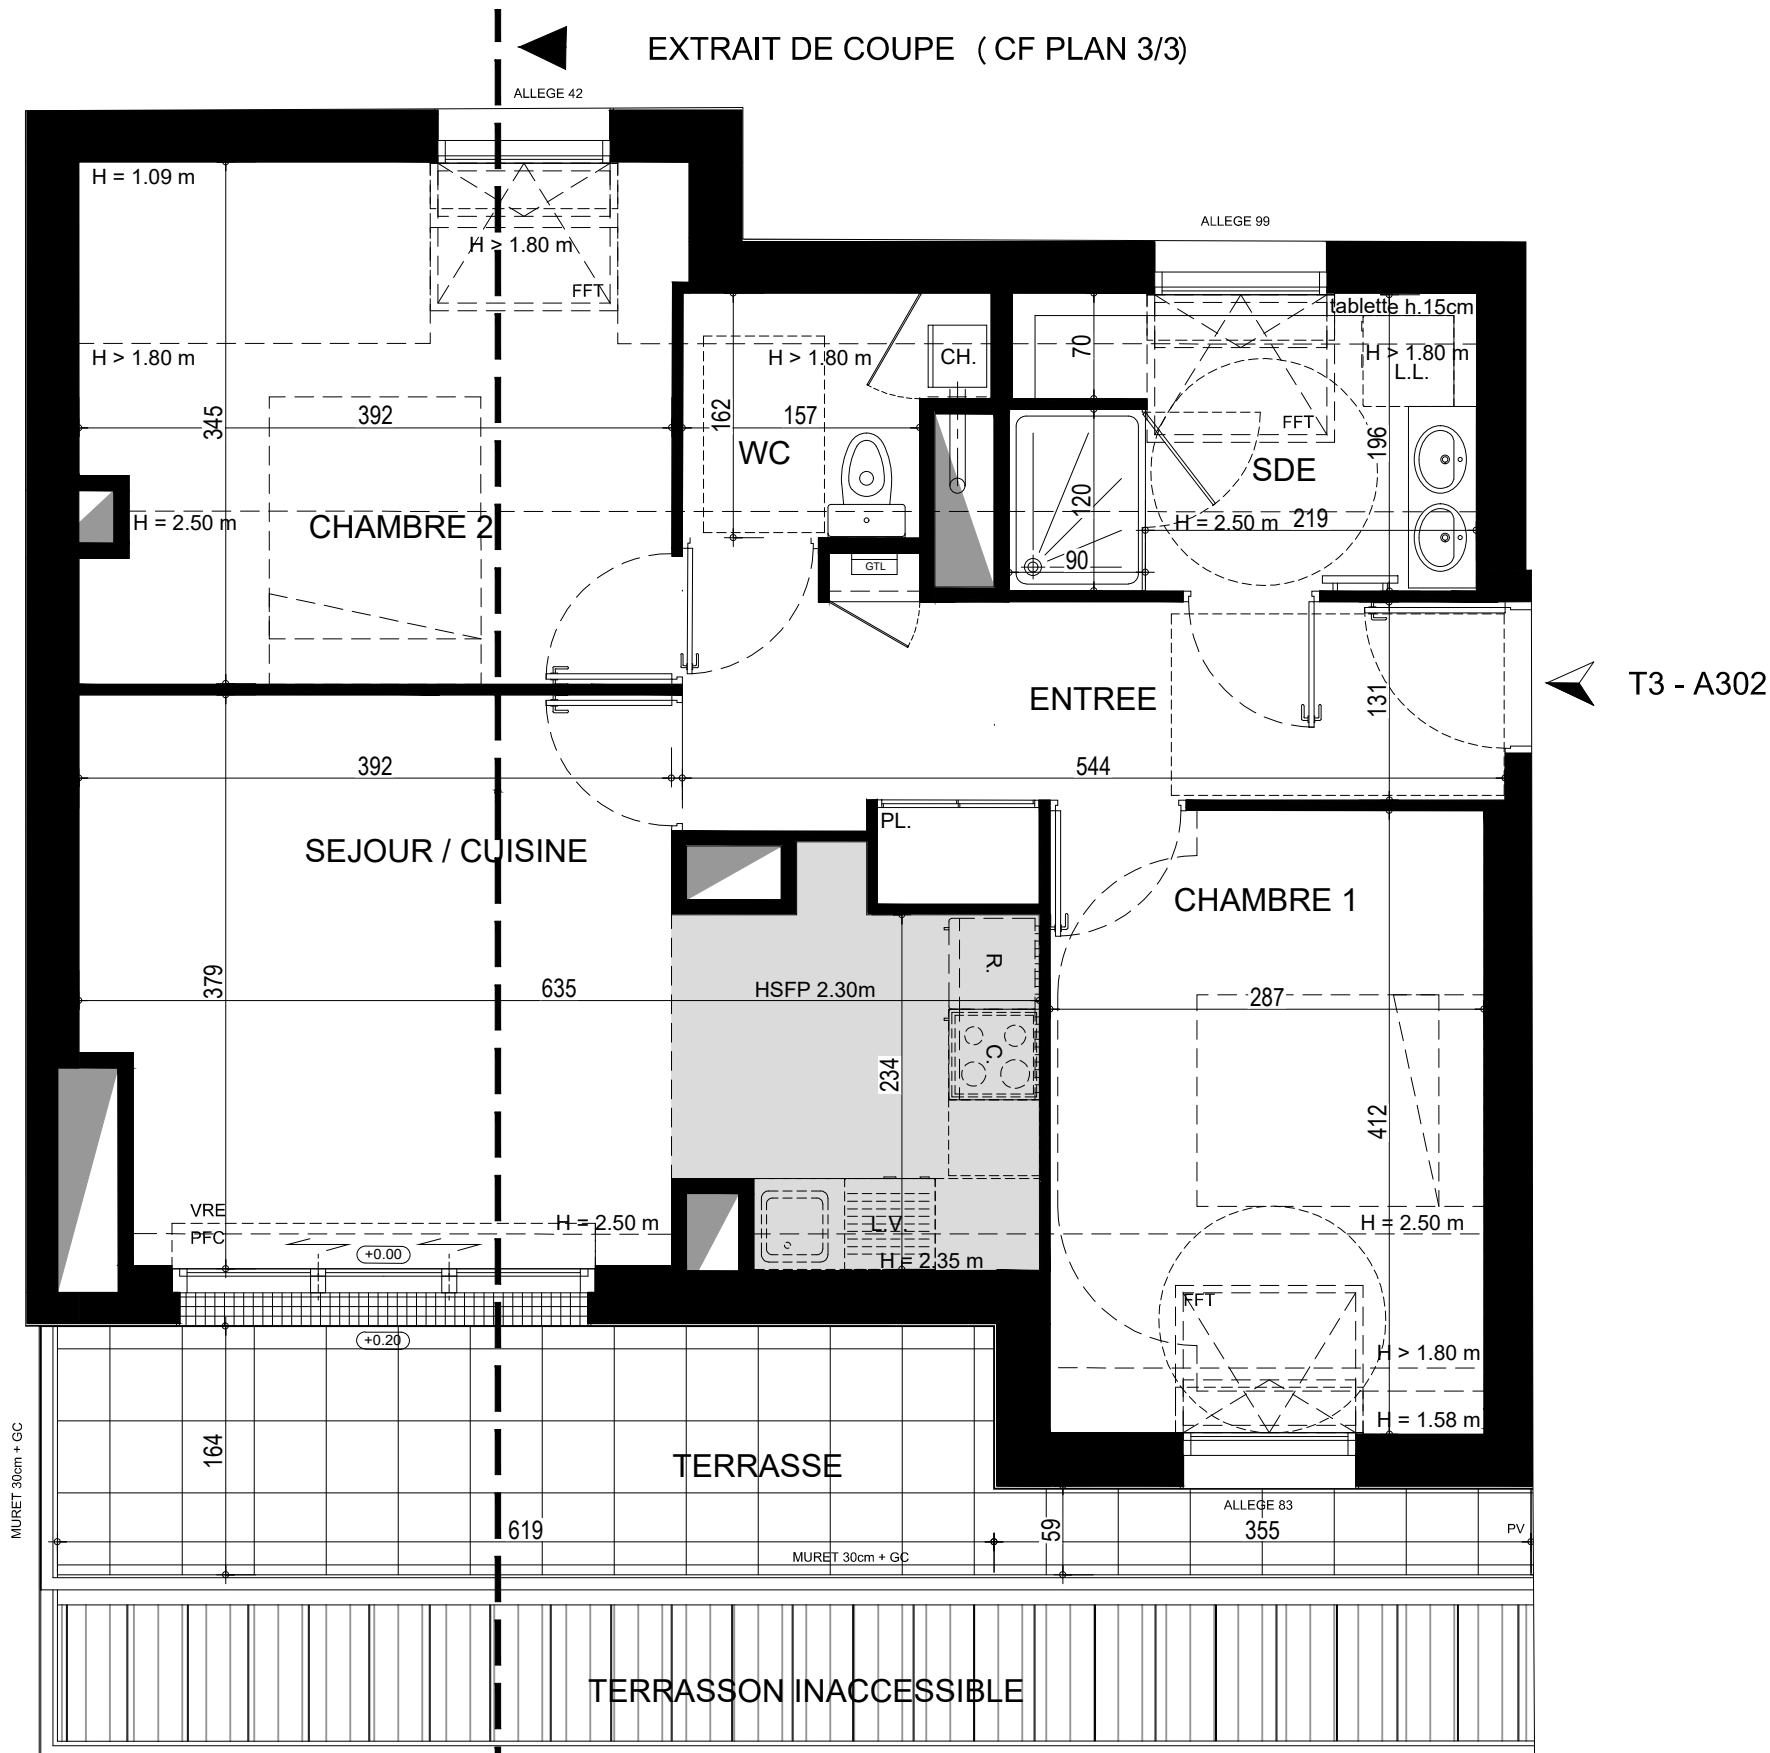 EXTRAIT DE COUPE ( CF PLAN 3/3)
ALLEGE 42
H = 1.09 m
ALLEGE 99
H > 1.80 m
FFT
tablette h.15cm
H > 1.80 m
H > 1.80 m
CH.
70
H > 1.80 m
L.L.
345
392
162
157
WC
FFT
196
SDE
120
H = 2.50 m
CHAMBRE 2
H = 2.50 m
219
90
GTL
ENTREE
131
T3 - A302
392
544
PL.
SEJOUR / CUISINE
CHAMBRE 1
R.
379
635
HSFP 2.30m
287
C.
234
412
VRE
PFC
H = 2.50 m
L.V.
H = 2.50 m
+0.00
H = 2.35 m
FFT
+0.20
H > 1.80 m
H = 1.58 m
MURET 30cm + GC
164
TERRASSE
ALLEGE 83
619
59
355
PV
MURET 30cm + GC
TERRASSON INACCESSIBLE